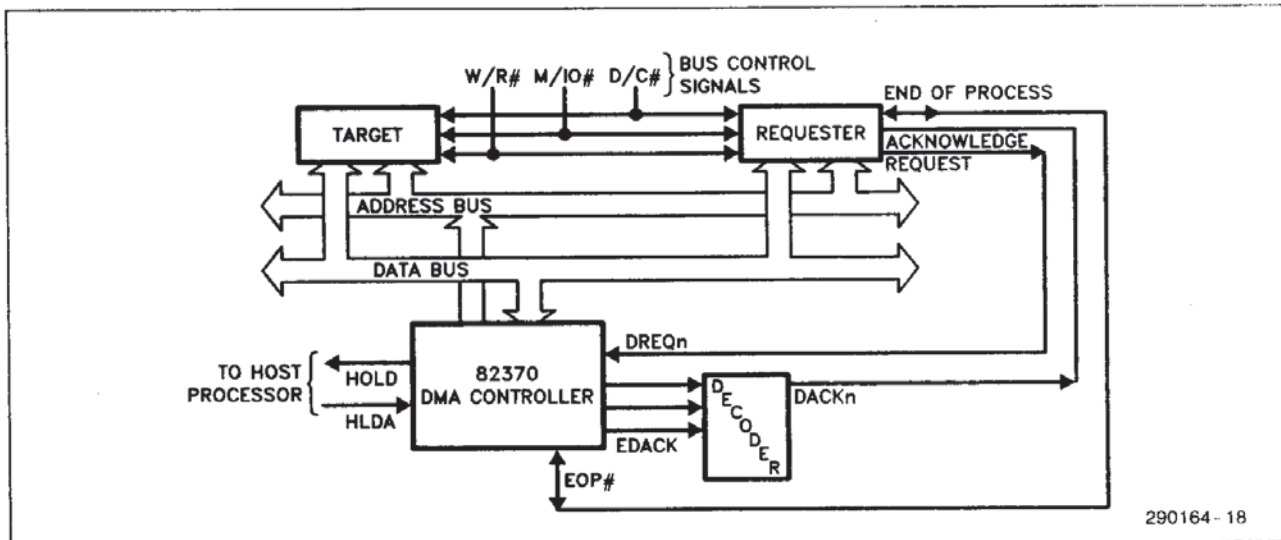 W/R# M/IO# D/C# BUS CONTROL
SIGNALS
END OF PROCESS
TARGET
REQUESTER
ACKNOWLEDGE
REQUEST
ADDRESS BUS
DATA BUS
DREQn
TO HOST
PROCESSOR
HOLD
HLDA
82370
DMA CONTROLLER
DECODER
DACKn
EDACK
EOP#
290164-18